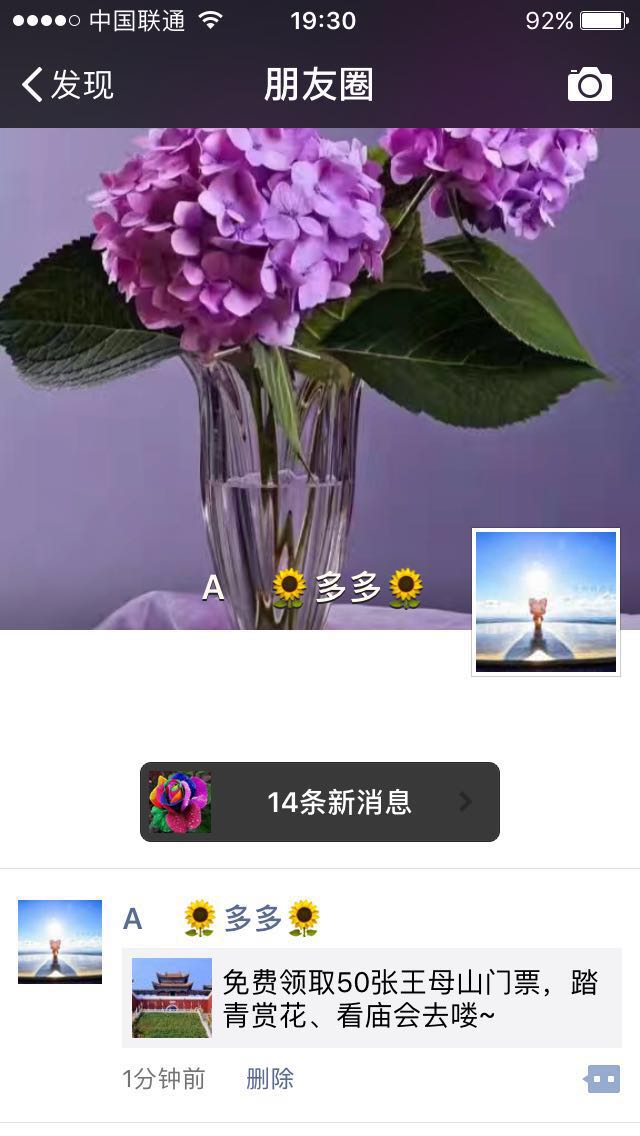 中国联通 19:30 92%
发现 朋友圈
A 🌻多多🌻
14条新消息
A 🌻多多🌻
免费领取50张王母山门票，踏
青赏花、看庙会去喽~
1分钟前 删除